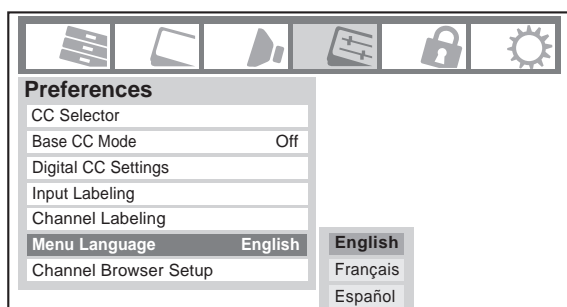 Preferences
CC Selector
Base CC Mode Off
Digital CC Settings
Input Labeling
Channel Labeling
Menu Language English
Channel Browser Setup
English
Français
Español